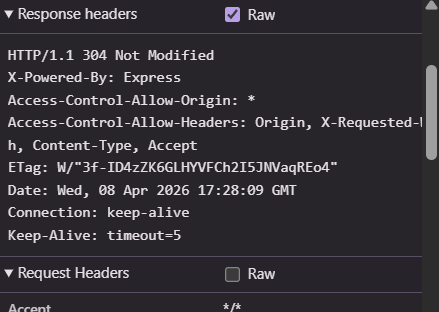 Response headers Raw
HTTP/1.1 304 Not Modified
X-Powered-By: Express
Access-Control-Allow-Origin: *
Access-Control-Allow-Headers: Origin, X-Requested-
h, Content-Type, Accept
ETag: W/"3f-ID4zZK6GLHYVFCh2I5JNVaqREo4"
Date: Wed, 08 Apr 2026 17:28:09 GMT
Connection: keep-alive
Keep-Alive: timeout=5
Request Headers Raw
Accept */*